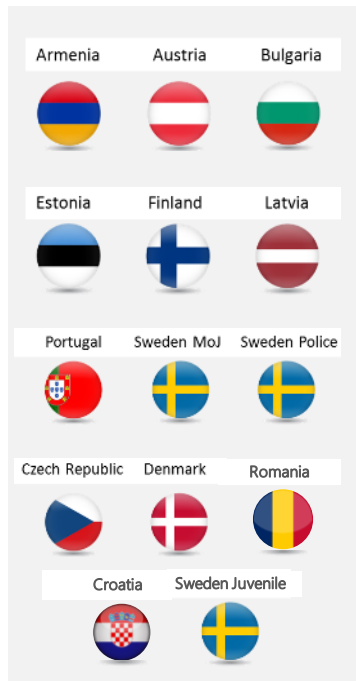 Armenia Austria Bulgaria
Estonia Finland Latvia
Portugal Sweden MoJ Sweden Police
Czech Republic Denmark Romania
Croatia Sweden Juvenile